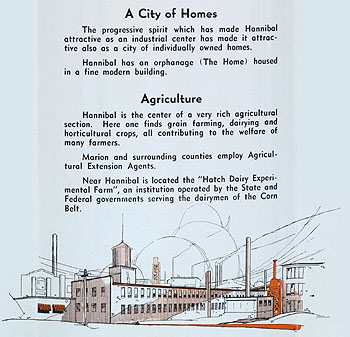 A City of Homes
The progressive spirit which has made Hannibal
attractive as an industrial center has made it attrac-
tive also as a city of individually owned homes.
Hannibal has an orphanage (The Home) housed
in a fine modern building.
Agriculture
Hannibal is the center of a very rich agricultural
section. Here one finds grain farming, dairying and
horticultural crops, all contributing to the welfare of
many farmers.
Marion and surrounding counties employ Agricul-
tural Extension Agents.
Near Hannibal is located the "Hatch Dairy Experi-
mental Farm", an institution operated by the State and
Federal governments serving the dairymen of the Corn
Belt.